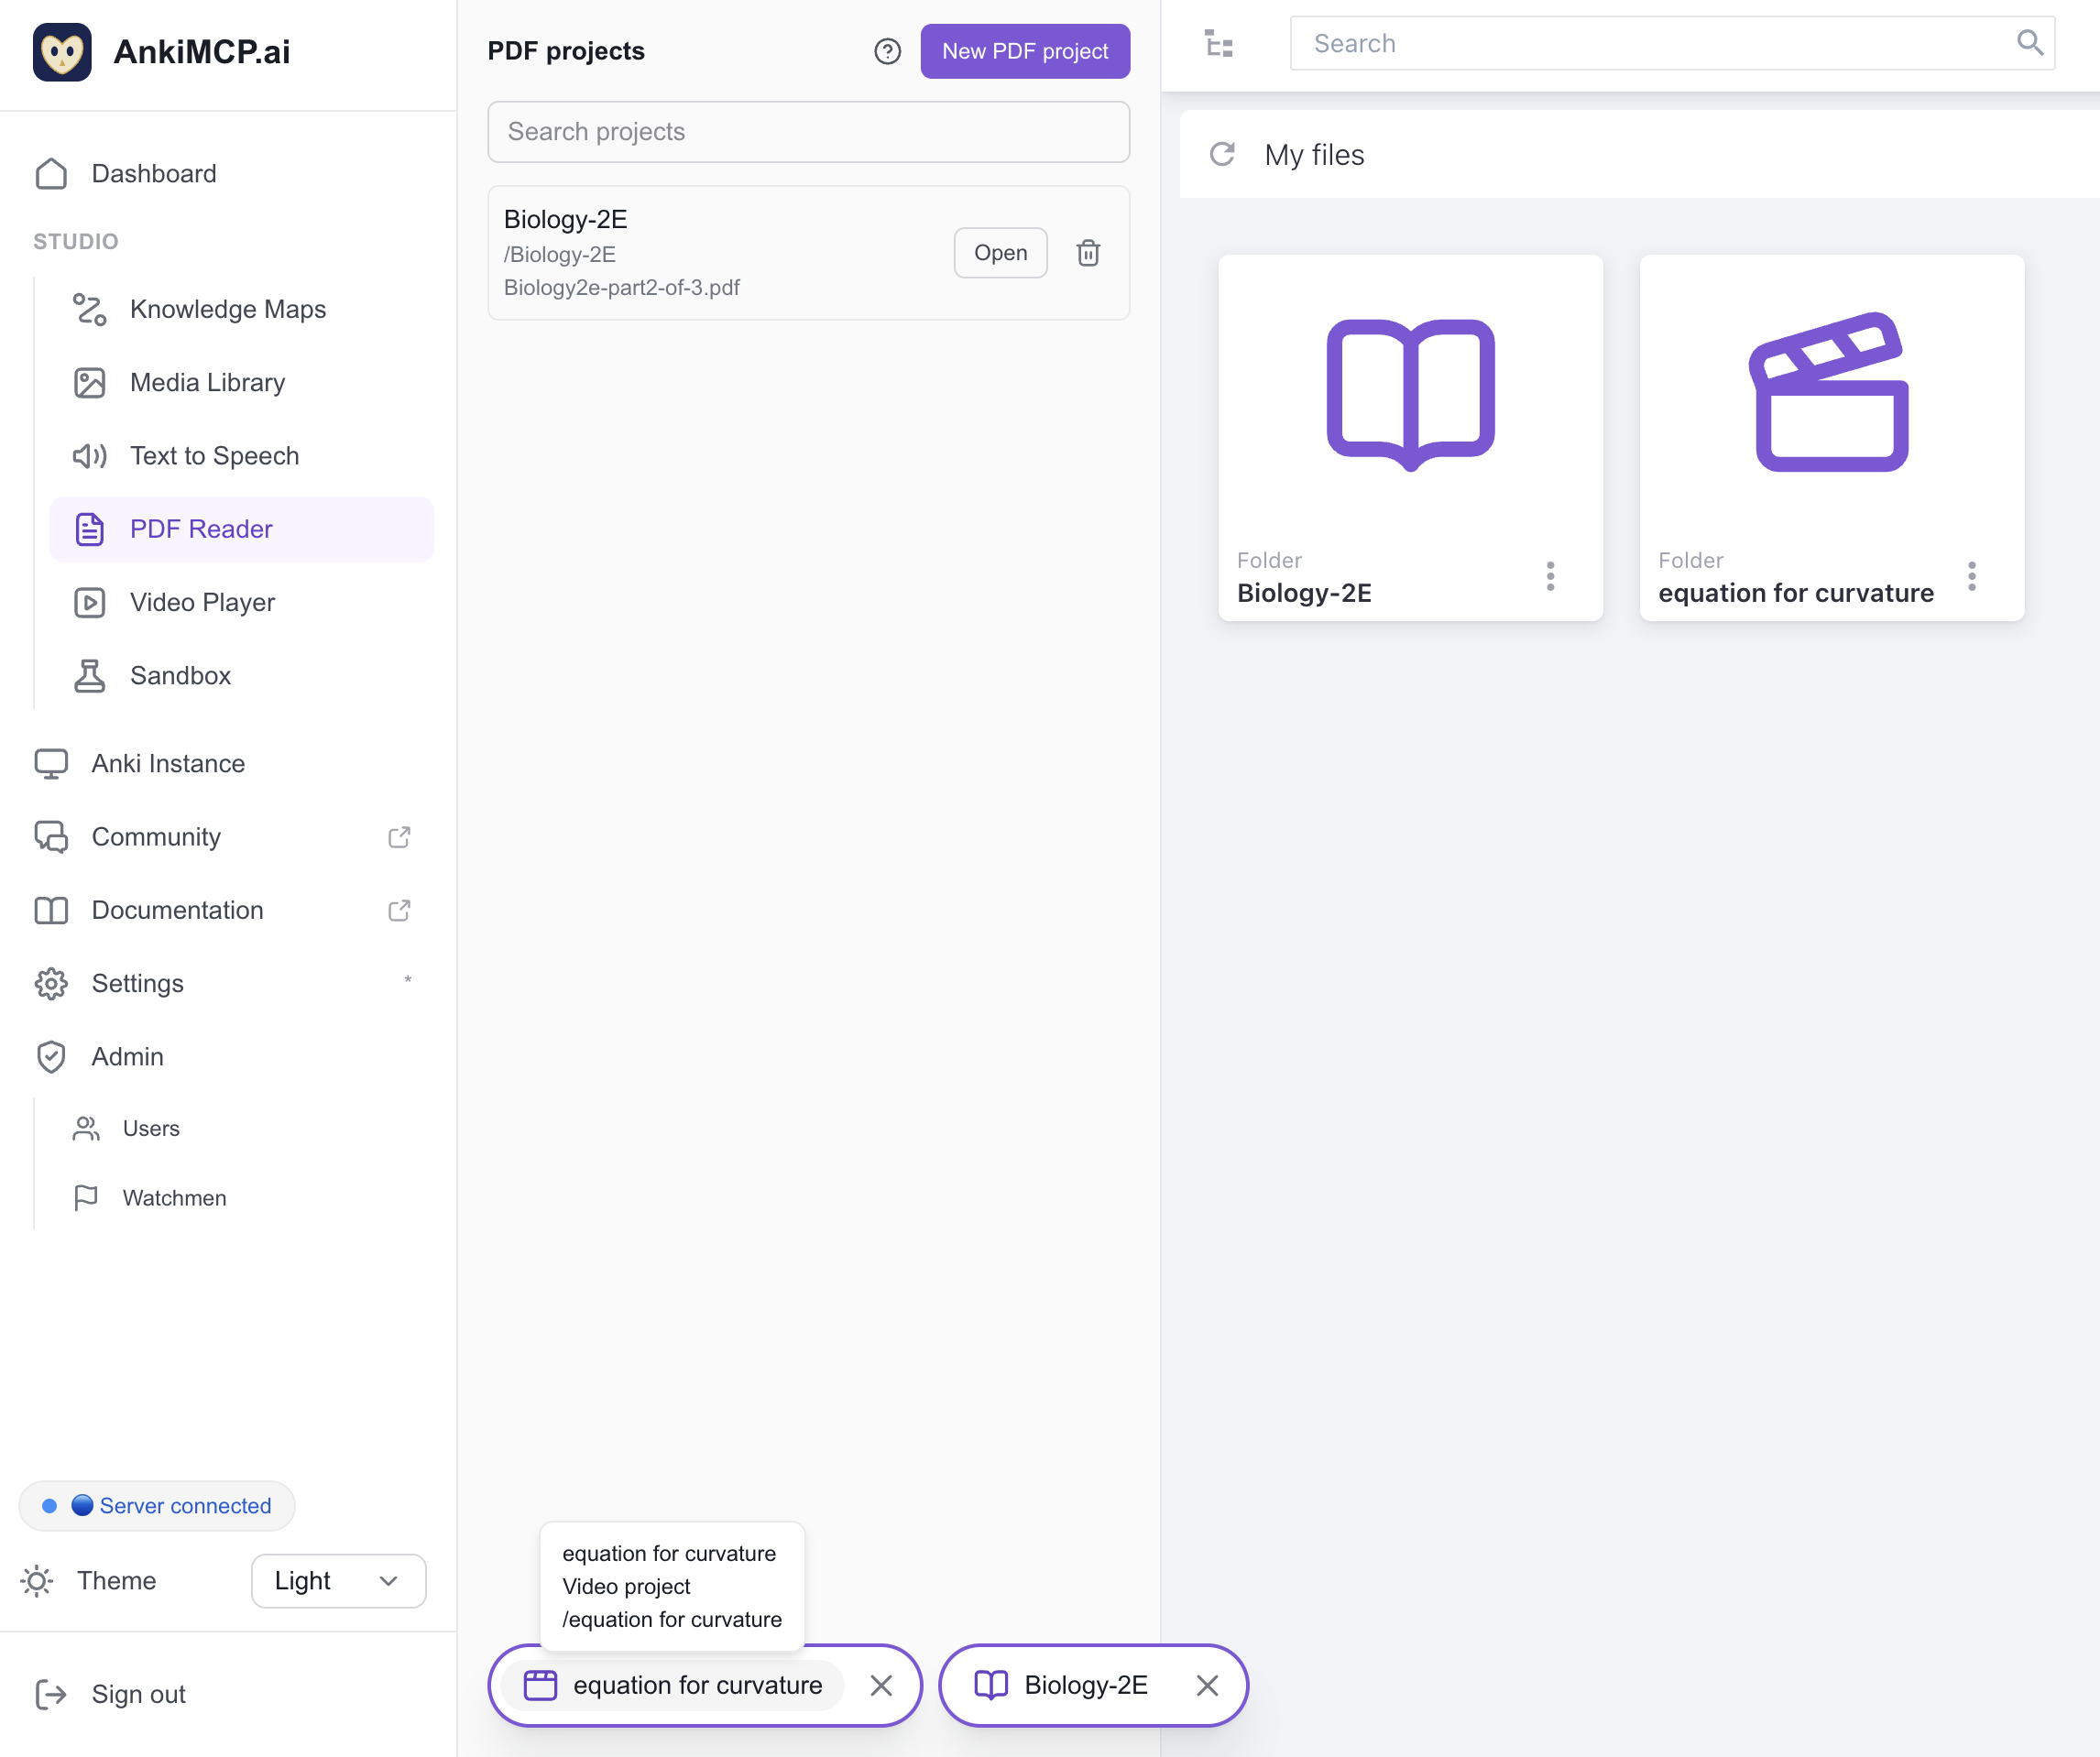 AnkiMCP.ai
Dashboard
STUDIO
Knowledge Maps
Media Library
Text to Speech
PDF Reader
Video Player
Sandbox
Anki Instance
Community
Documentation
Settings *
Admin
Users
Watchmen
Server connected
Theme Light
Sign out
PDF projects
New PDF project
Search projects
Biology-2E
/Biology-2E
Biology2e-part2-of-3.pdf
Open
equation for curvature
Video project
/equation for curvature
equation for curvature
Biology-2E
Search
My files
Folder
Biology-2E
Folder
equation for curvature